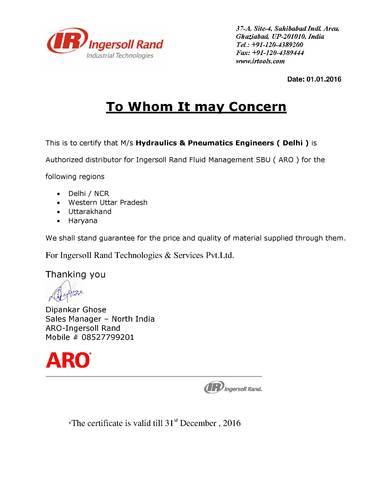 IR Ingersoll Rand
Industrial Technologies
37-A, Site-4, Sahibabad Indl. Area,
Ghaziabad, UP-201010, India
Tel.: +91-120-4389200
Fax: +91-120-4389444
www.irtools.com
Date: 01.01.2016
To Whom It may Concern
This is to certify that M/s Hydraulics & Pneumatics Engineers ( Delhi ) is
Authorized distributor for Ingersoll Rand Fluid Management SBU ( ARO ) for the
following regions
• Delhi / NCR
• Western Uttar Pradesh
• Uttarakhand
• Haryana
We shall stand guarantee for the price and quality of material supplied through them.
For Ingersoll Rand Technologies & Services Pvt.Ltd.
Thanking you
Dipankar Ghose
Sales Manager – North India
ARO-Ingersoll Rand
Mobile # 08527799201
ARO
IR Ingersoll Rand.
*The certificate is valid till 31st December , 2016